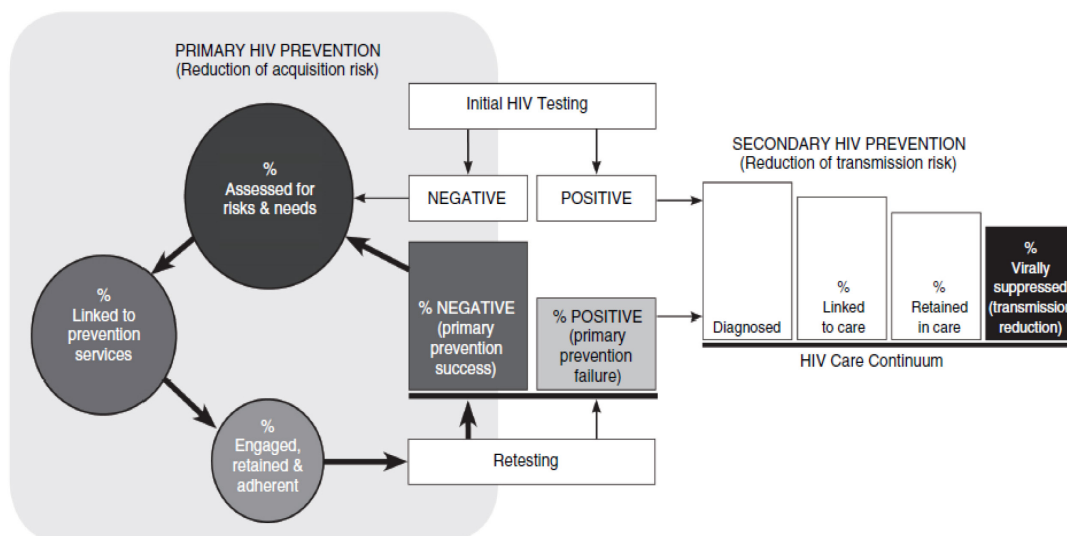 PRIMARY HIV PREVENTION
(Reduction of acquisition risk)
Initial HIV Testing
NEGATIVE
POSITIVE
%
Assessed for
risks & needs
%
Linked to
prevention
services
%
Engaged,
retained &
adherent
% NEGATIVE
(primary
prevention
success)
% POSITIVE
(primary
prevention
failure)
Retesting
SECONDARY HIV PREVENTION
(Reduction of transmission risk)
Diagnosed
%
Linked
to care
%
Retained
in care
%
Virally
suppressed
(transmission
reduction)
HIV Care Continuum